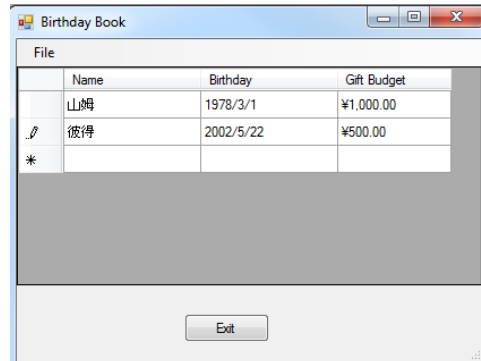 Birthday Book
File
Name Birthday Gift Budget
山姆 1978/3/1 ¥1,000.00
彼得 2002/5/22 ¥500.00
Exit